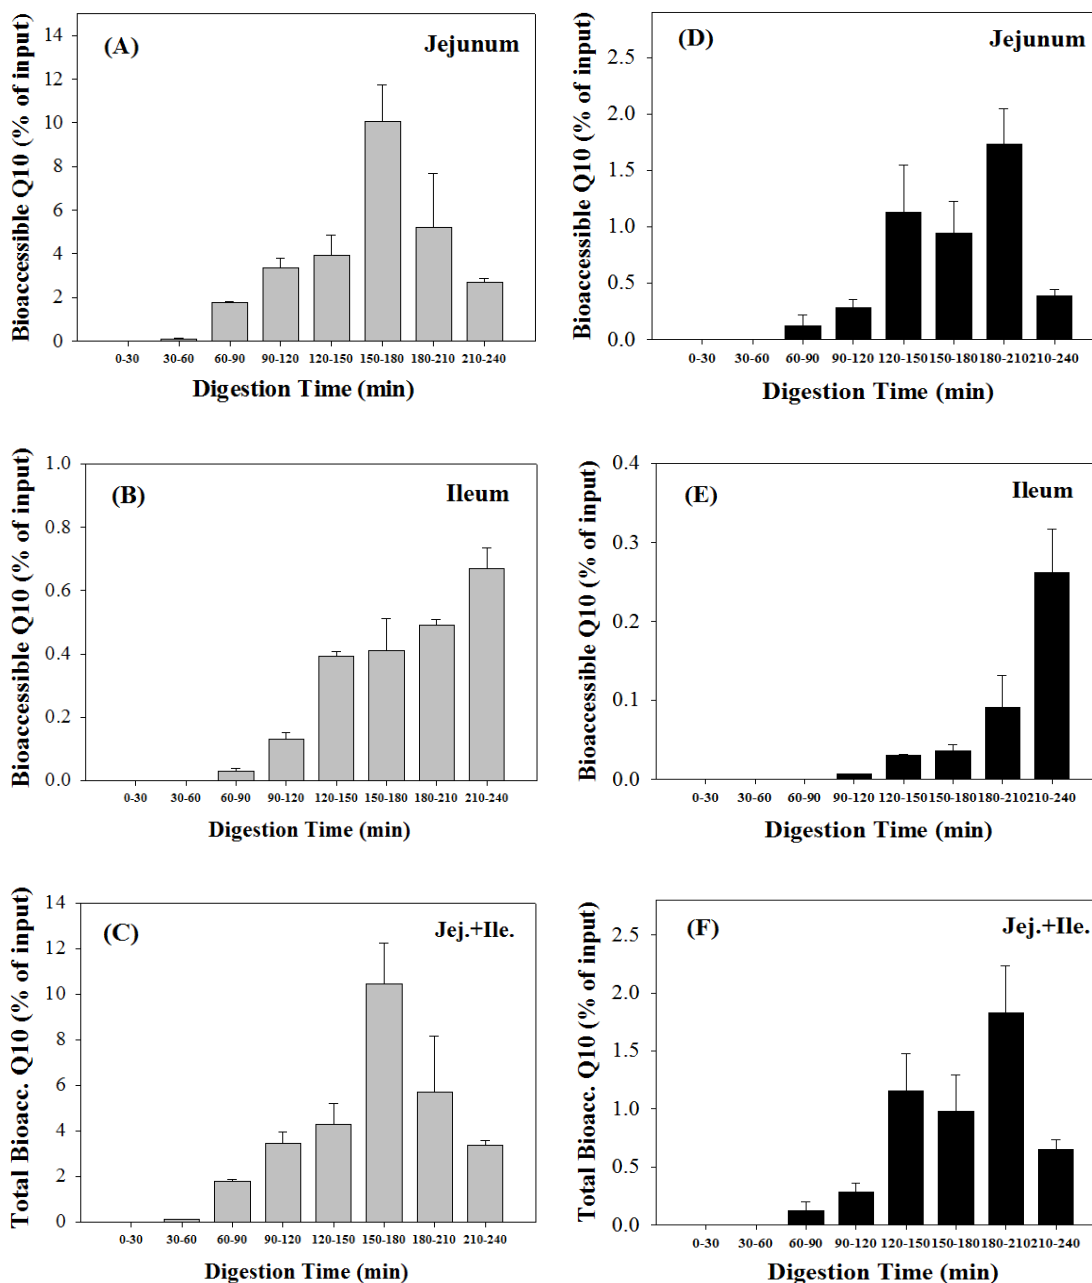 (A)
Jejunum
Bioaccessible Q10 (% of input)
14
12
10
8
6
4
2
0
0-30 30-60 60-90 90-120 120-150 150-180 180-210 210-240
Digestion Time (min)
(D)
Jejunum
Bioaccessible Q10 (% of input)
2.5
2.0
1.5
1.0
0.5
0.0
0-30 30-60 60-90 90-120 120-150 150-180 180-210 210-240
Digestion Time (min)
(B)
Ileum
Bioaccessible Q10 (% of input)
1.0
0.8
0.6
0.4
0.2
0.0
0-30 30-60 60-90 90-120 120-150 150-180 180-210 210-240
Digestion Time (min)
(E)
Ileum
Bioaccessible Q10 (% of input)
0.4
0.3
0.2
0.1
0.0
0-30 30-60 60-90 90-120 120-150 150-180 180-210 210-240
Digestion Time (min)
(C)
Jej.+Ile.
Total Bioacc. Q10 (% of input)
14
12
10
8
6
4
2
0
0-30 30-60 60-90 90-120 120-150 150-180 180-210 210-240
Digestion Time (min)
(F)
Jej.+Ile.
Total Bioacc. Q10 (% of input)
2.5
2.0
1.5
1.0
0.5
0.0
0-30 30-60 60-90 90-120 120-150 150-180 180-210 210-240
Digestion Time (min)